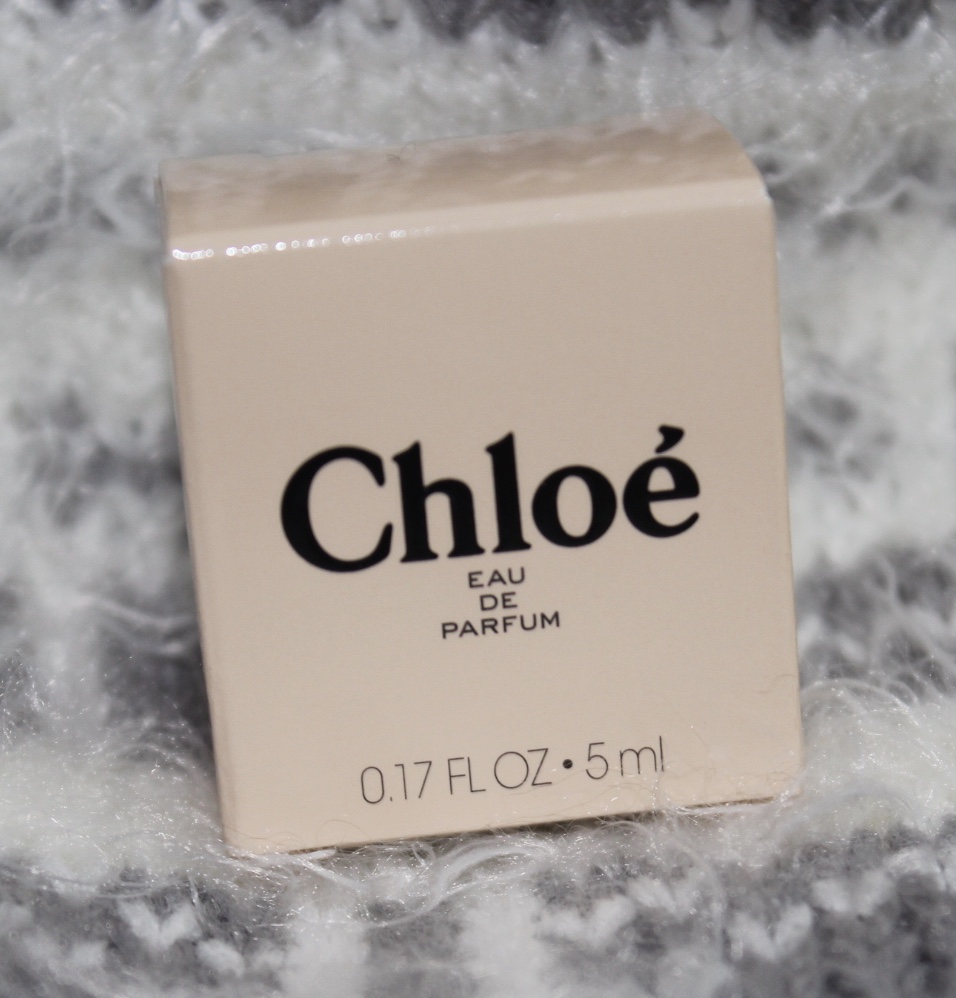 Chloé
EAU
DE
PARFUM
0.17 FL OZ • 5 ml